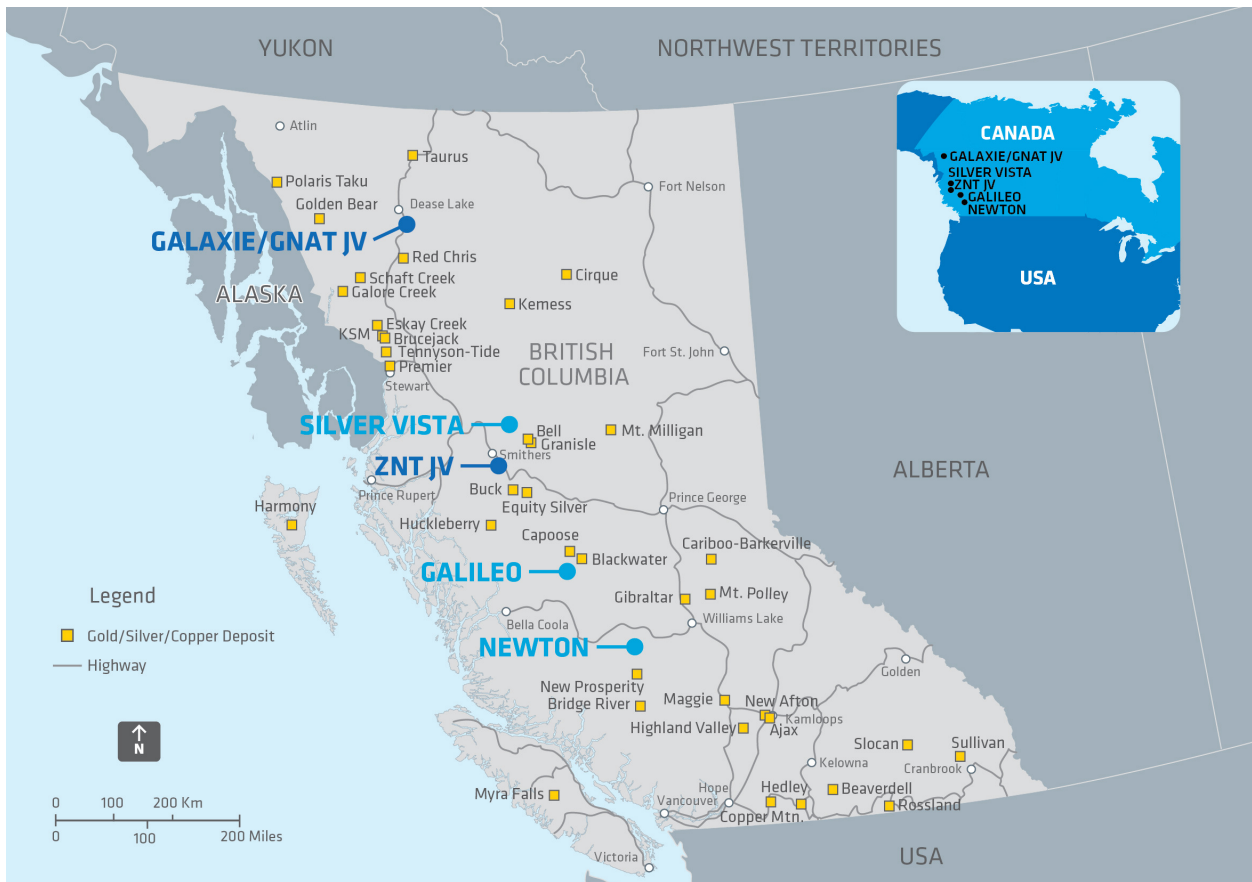 YUKON
NORTHWEST TERRITORIES
Atlin
Taurus
Polaris Taku
Fort Nelson
Golden Bear
Dease Lake
GALAXIE/GNAT JV
Red Chris
Schaft Creek
Cirque
Galore Creek
ALASKA
Kemess
Eskay Creek
KSM
Brucejack
Tennyson-Tide
Premier
Stewart
BRITISH
COLUMBIA
Fort St. John
SILVER VISTA
Bell
Granisle
Mt. Milligan
Smithers
ZNT JV
ALBERTA
Prince Rupert
Buck
Equity Silver
Prince George
Harmony
Huckleberry
Capoose
Blackwater
Cariboo-Barkerville
GALILEO
Gibraltar
Mt. Polley
Bella Coola
Williams Lake
NEWTON
Golden
New Prosperity
Bridge River
Maggie
New Afton
Kamloops
Highland Valley
Ajax
Slocan
Sullivan
Kelowna
Cranbrook
Myra Falls
Hope
Vancouver
Hedley
Copper Mtn.
Beaverdell
Rossland
Victoria
USA
CANADA
GALAXIE/GNAT JV
SILVER VISTA
ZNT JV
GALILEO
NEWTON
USA
Legend
Gold/Silver/Copper Deposit
Highway
N
0 100 200 Km
0 100 200 Miles